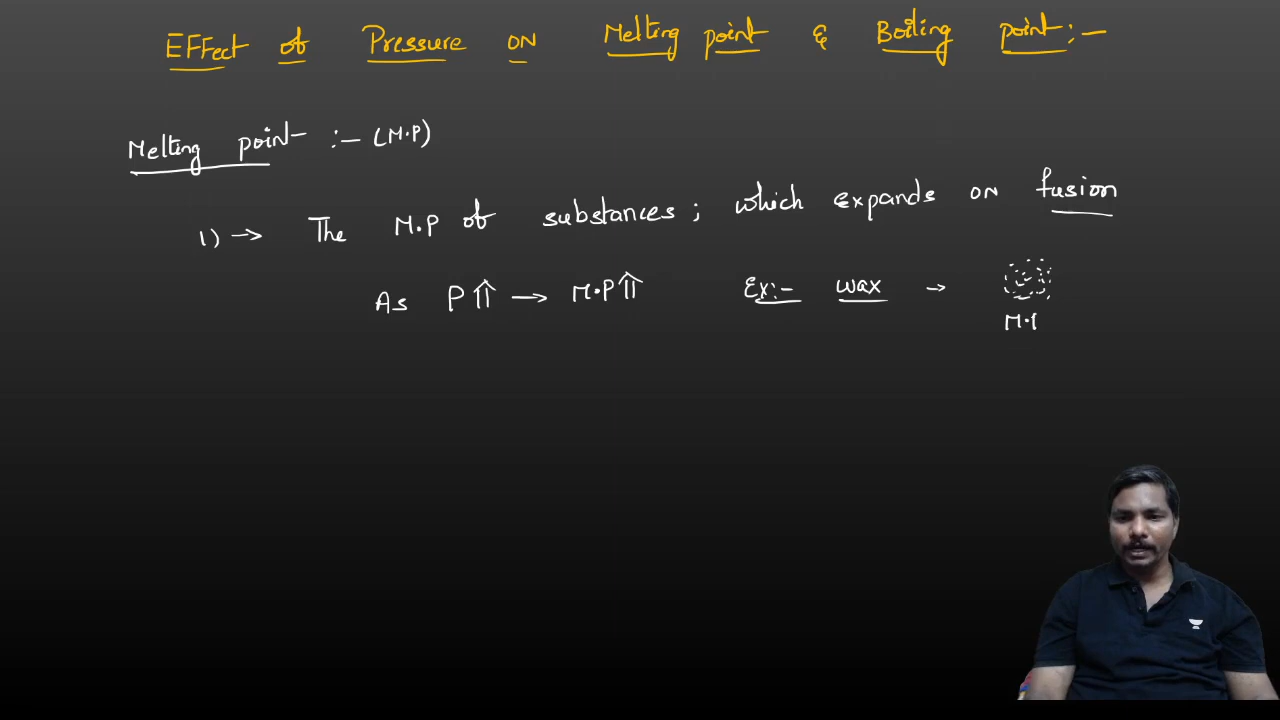 Effect of Pressure on Melting point & Boiling point :-
Melting point :- (M.P)
1) → The M.P of substances ; which expands on fusion
As P ⇑ → M.P ⇑ Ex:- wax →
M.P